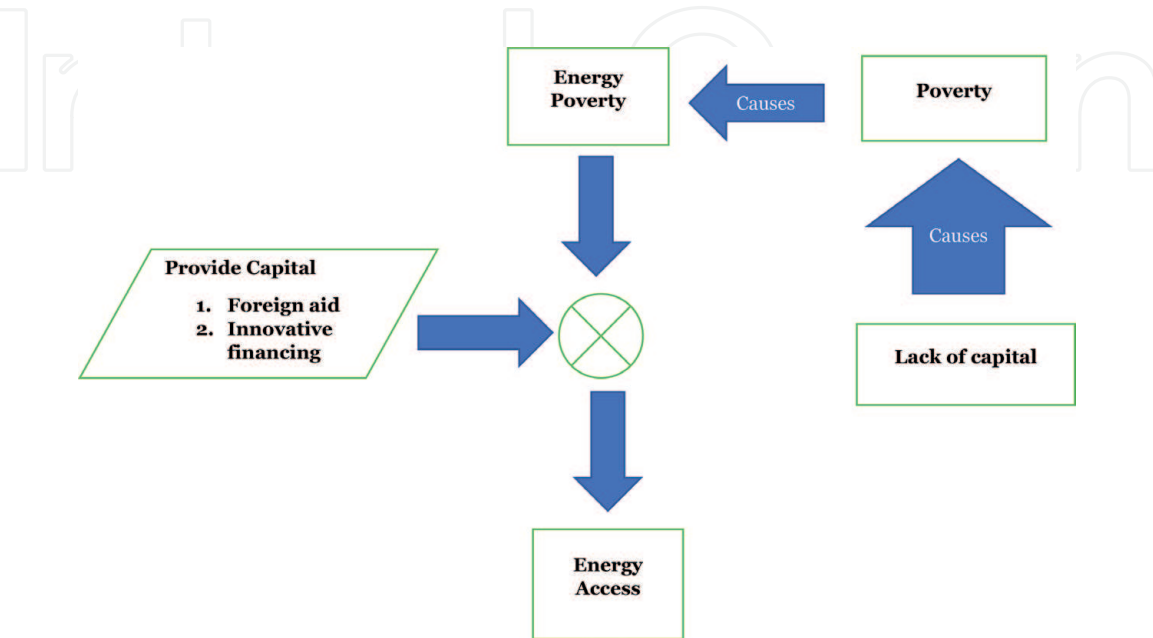 Energy
Poverty
Causes
Poverty
Causes
Provide Capital
1. Foreign aid
2. Innovative
financing
Lack of capital
Energy
Access